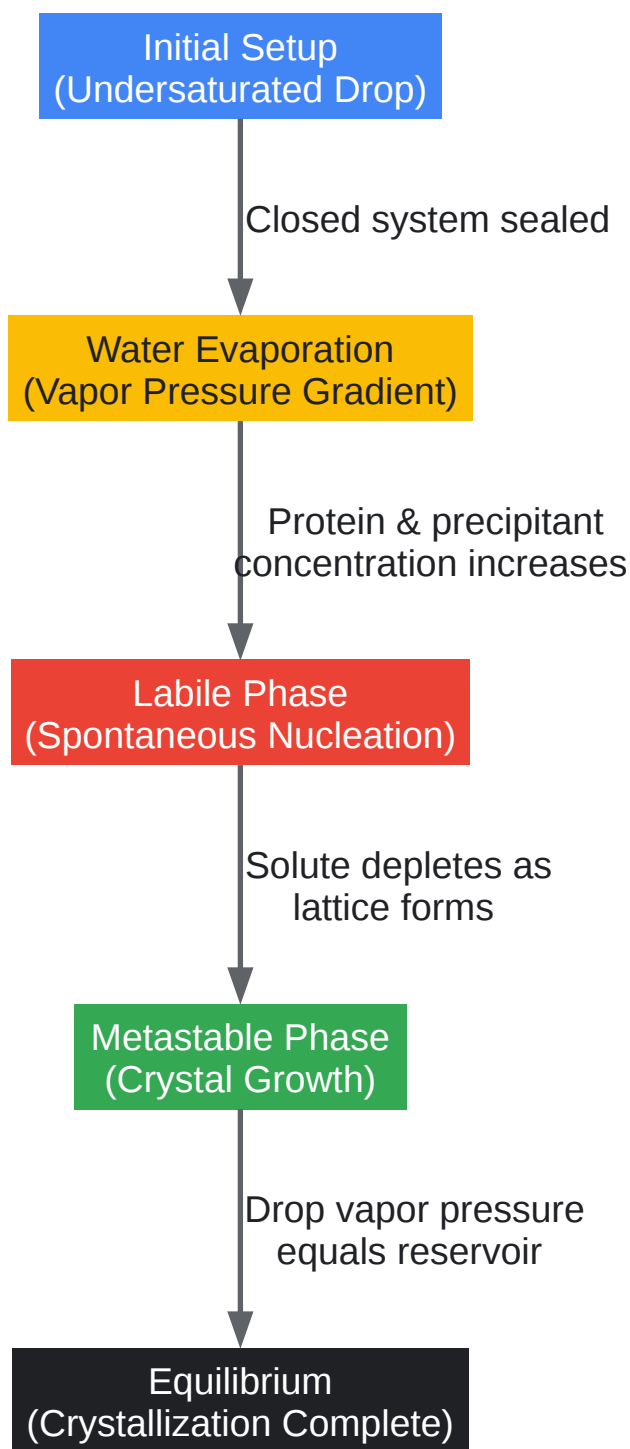 Initial Setup
(Undersaturated Drop)
Closed system sealed
Water Evaporation
(Vapor Pressure Gradient)
Protein & precipitant
concentration increases
Labile Phase
(Spontaneous Nucleation)
Solute depletes as
lattice forms
Metastable Phase
(Crystal Growth)
Drop vapor pressure
equals reservoir
Equilibrium
(Crystallization Complete)